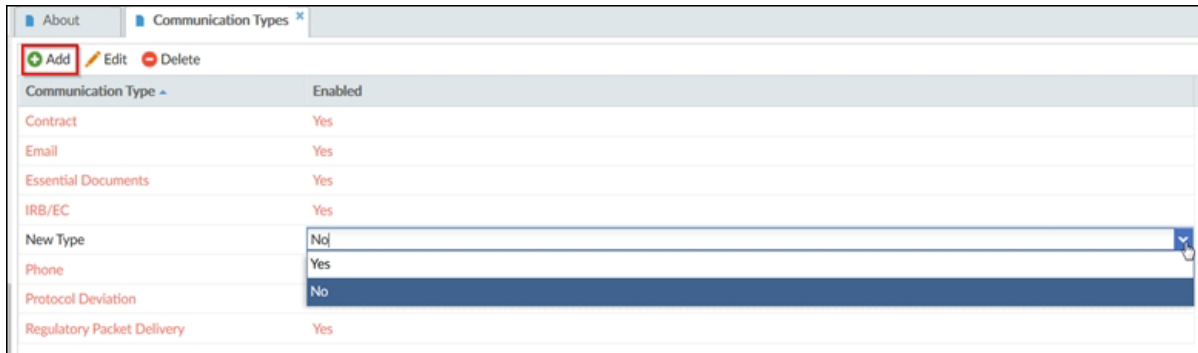 About Communication Types ×
Add Edit Delete
Communication Type Enabled
Contract Yes
Email Yes
Essential Documents Yes
IRB/EC Yes
New Type No
Yes
Phone
No
Protocol Deviation
Regulatory Packet Delivery Yes